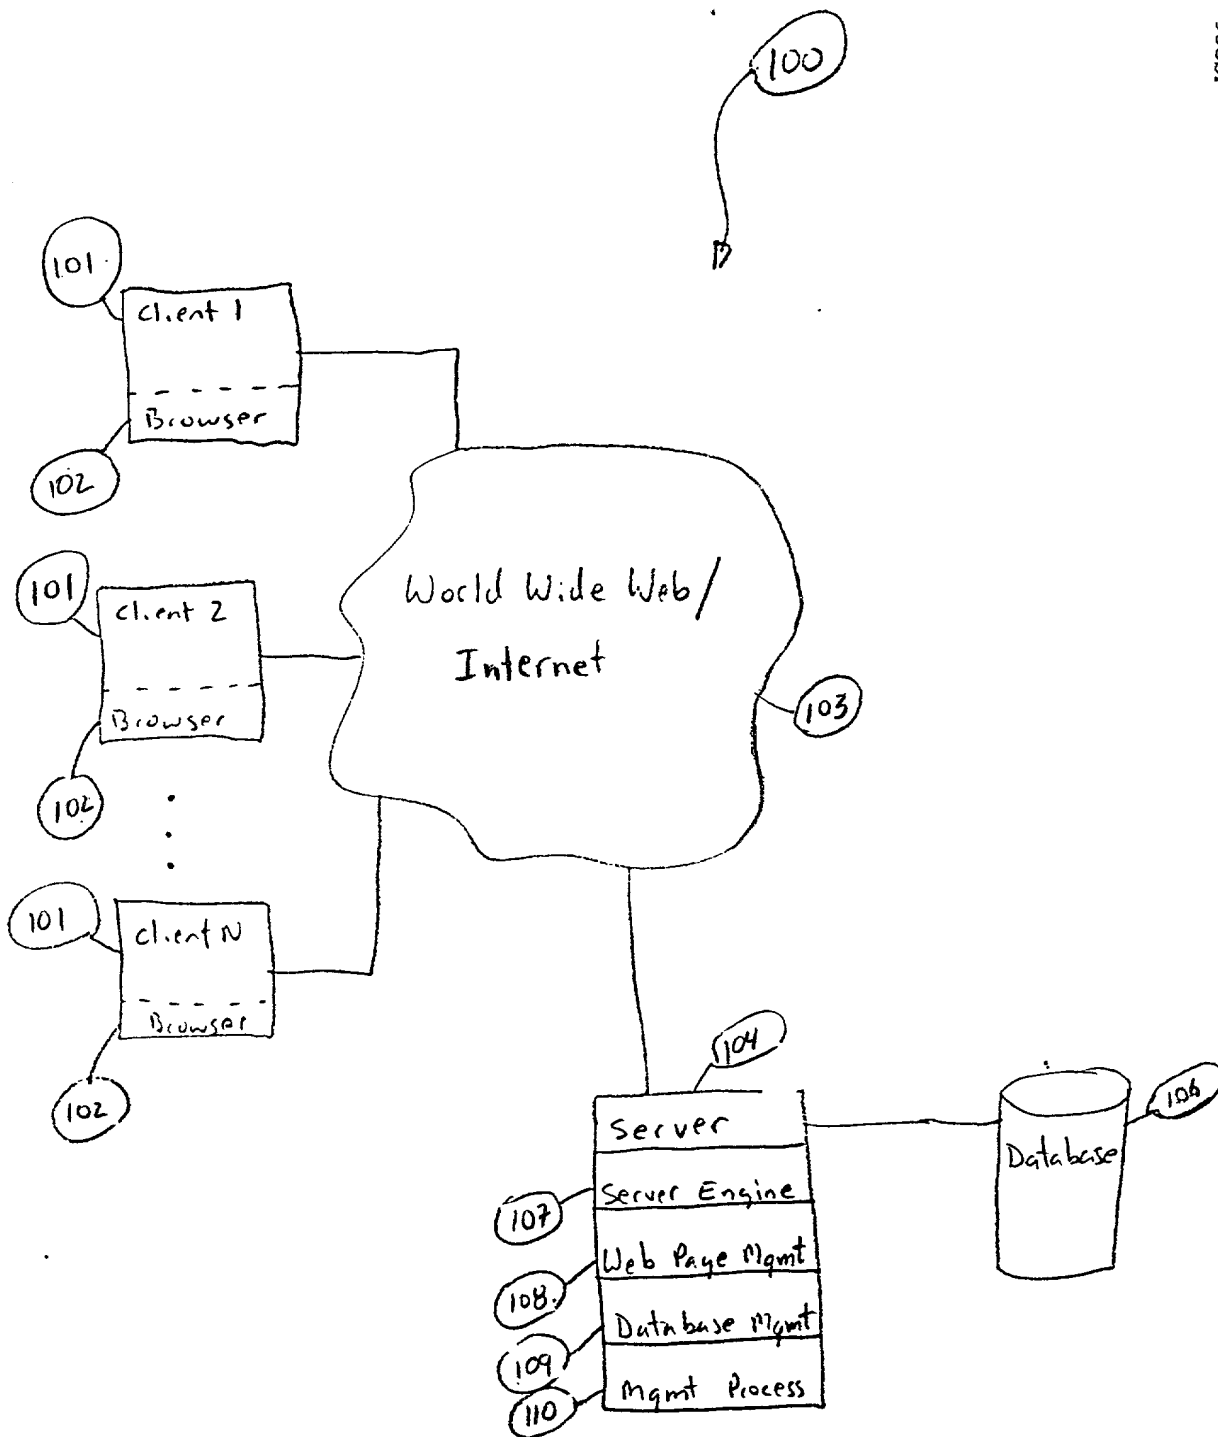 100
101
Client 1
Browser
102
World Wide Web/
Internet
101
Client 2
Browser
102
103
101
Client N
Browser
102
104
Server
Database
106
Server Engine
107
Web Page Mgmt
108
Database Mgmt
109
Mgmt Process
110